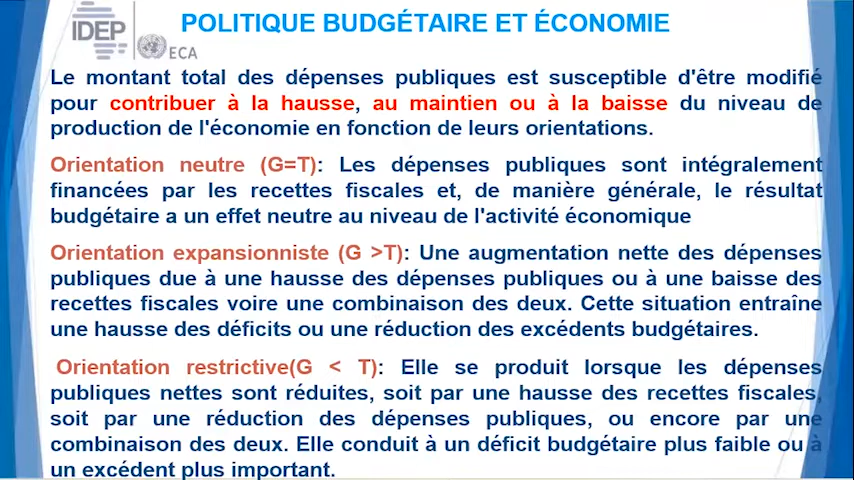 IDEP
ECA
POLITIQUE BUDGÉTAIRE ET ÉCONOMIE
Le montant total des dépenses publiques est susceptible d'être modifié
pour contribuer à la hausse, au maintien ou à la baisse du niveau de
production de l'économie en fonction de leurs orientations.
Orientation neutre (G=T): Les dépenses publiques sont intégralement
financées par les recettes fiscales et, de manière générale, le résultat
budgétaire a un effet neutre au niveau de l'activité économique
Orientation expansionniste (G >T): Une augmentation nette des dépenses
publiques due à une hausse des dépenses publiques ou à une baisse des
recettes fiscales voire une combinaison des deux. Cette situation entraîne
une hausse des déficits ou une réduction des excédents budgétaires.
Orientation restrictive(G < T): Elle se produit lorsque les dépenses
publiques nettes sont réduites, soit par une hausse des recettes fiscales,
soit par une réduction des dépenses publiques, ou encore par une
combinaison des deux. Elle conduit à un déficit budgétaire plus faible ou à
un excédent plus important.